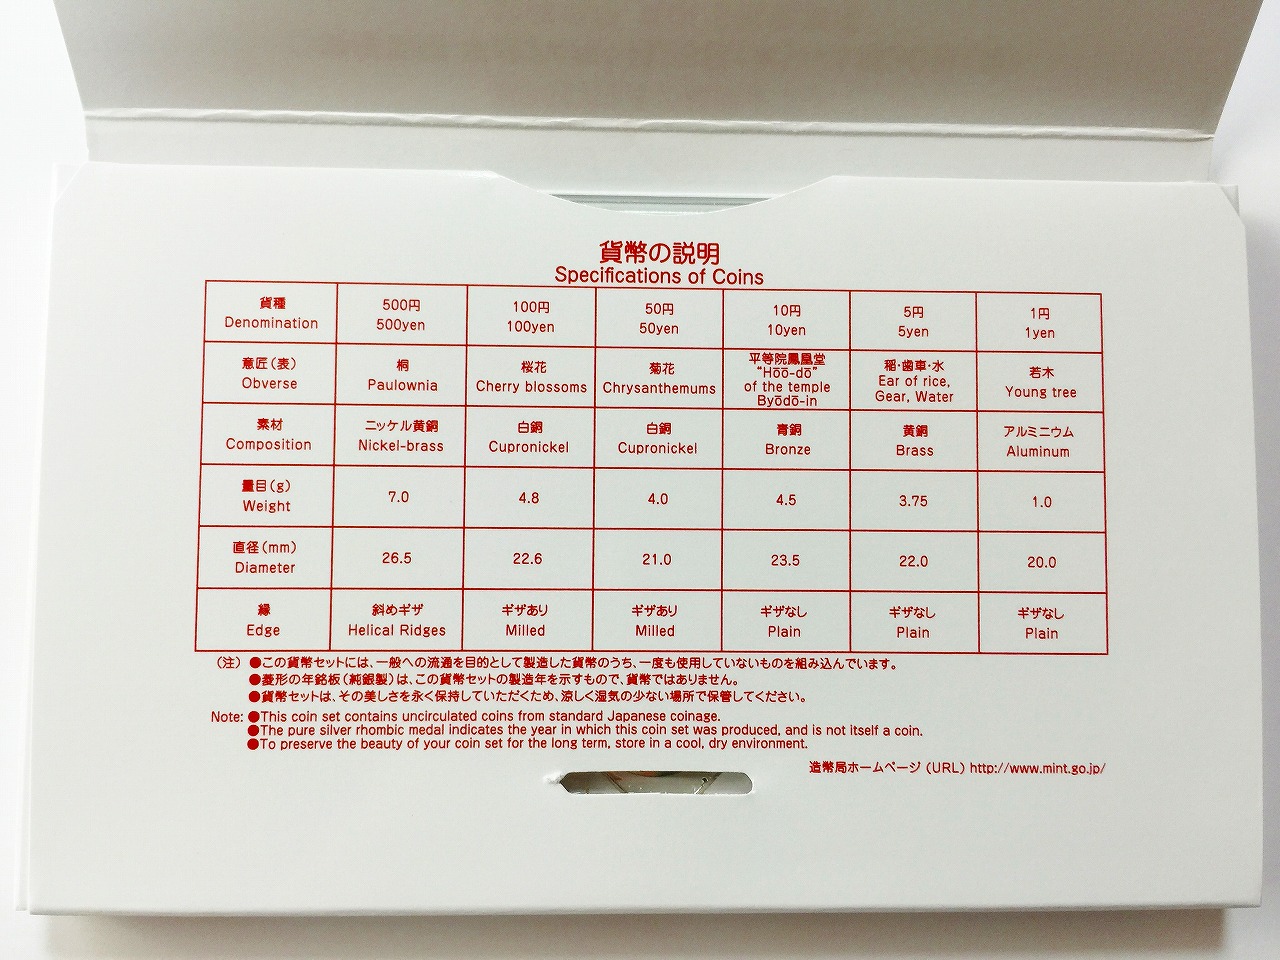 貨幣の説明
Specifications of Coins
貨種 500円 100円 50円 10円 5円 1円
Denomination 500yen 100yen 50yen 10yen 5yen 1yen
意匠(表) 桐 桜花 菊花 平等院鳳凰堂 稲・歯車・水 若木
Obverse Paulownia Cherry blossoms Chrysanthemums “Hōō-dō” of the temple Byōdō-in Ear of rice, Gear, Water Young tree
素材 ニッケル黄銅 白銅 白銅 青銅 黄銅 アルミニウム
Composition Nickel-brass Cupronickel Cupronickel Bronze Brass Aluminum
量目(g)
Weight 7.0 4.8 4.0 4.5 3.75 1.0
直径(mm)
Diameter 26.5 22.6 21.0 23.5 22.0 20.0
縁 斜めギザ ギザあり ギザあり ギザなし ギザなし ギザなし
Edge Helical Ridges Milled Milled Plain Plain Plain
(注) ●この貨幣セットには、一般への流通を目的として製造した貨幣のうち、一度も使用していないものを組み込んでいます。
●菱形の年銘板(純銀製)は、この貨幣セットの製造年を示すもので、貨幣ではありません。
●貨幣セットは、その美しさを永く保持していただくため、涼しく湿気の少ない場所で保管してください。
Note: ●This coin set contains uncirculated coins from standard Japanese coinage.
●The pure silver rhombic medal indicates the year in which this coin set was produced, and is not itself a coin.
●To preserve the beauty of your coin set for the long term, store in a cool, dry environment.
造幣局ホームページ (URL) http://www.mint.go.jp/